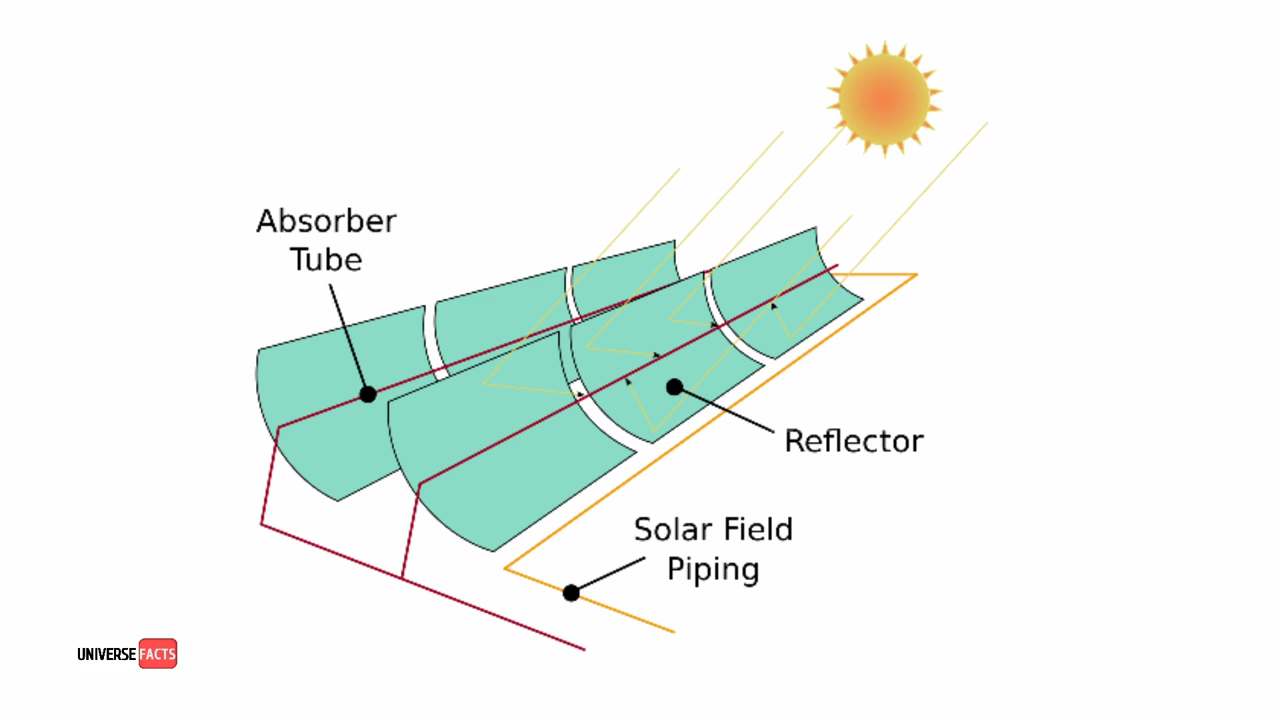 Absorber
Tube
Reflector
Solar Field
Piping
UNIVERSE FACTS